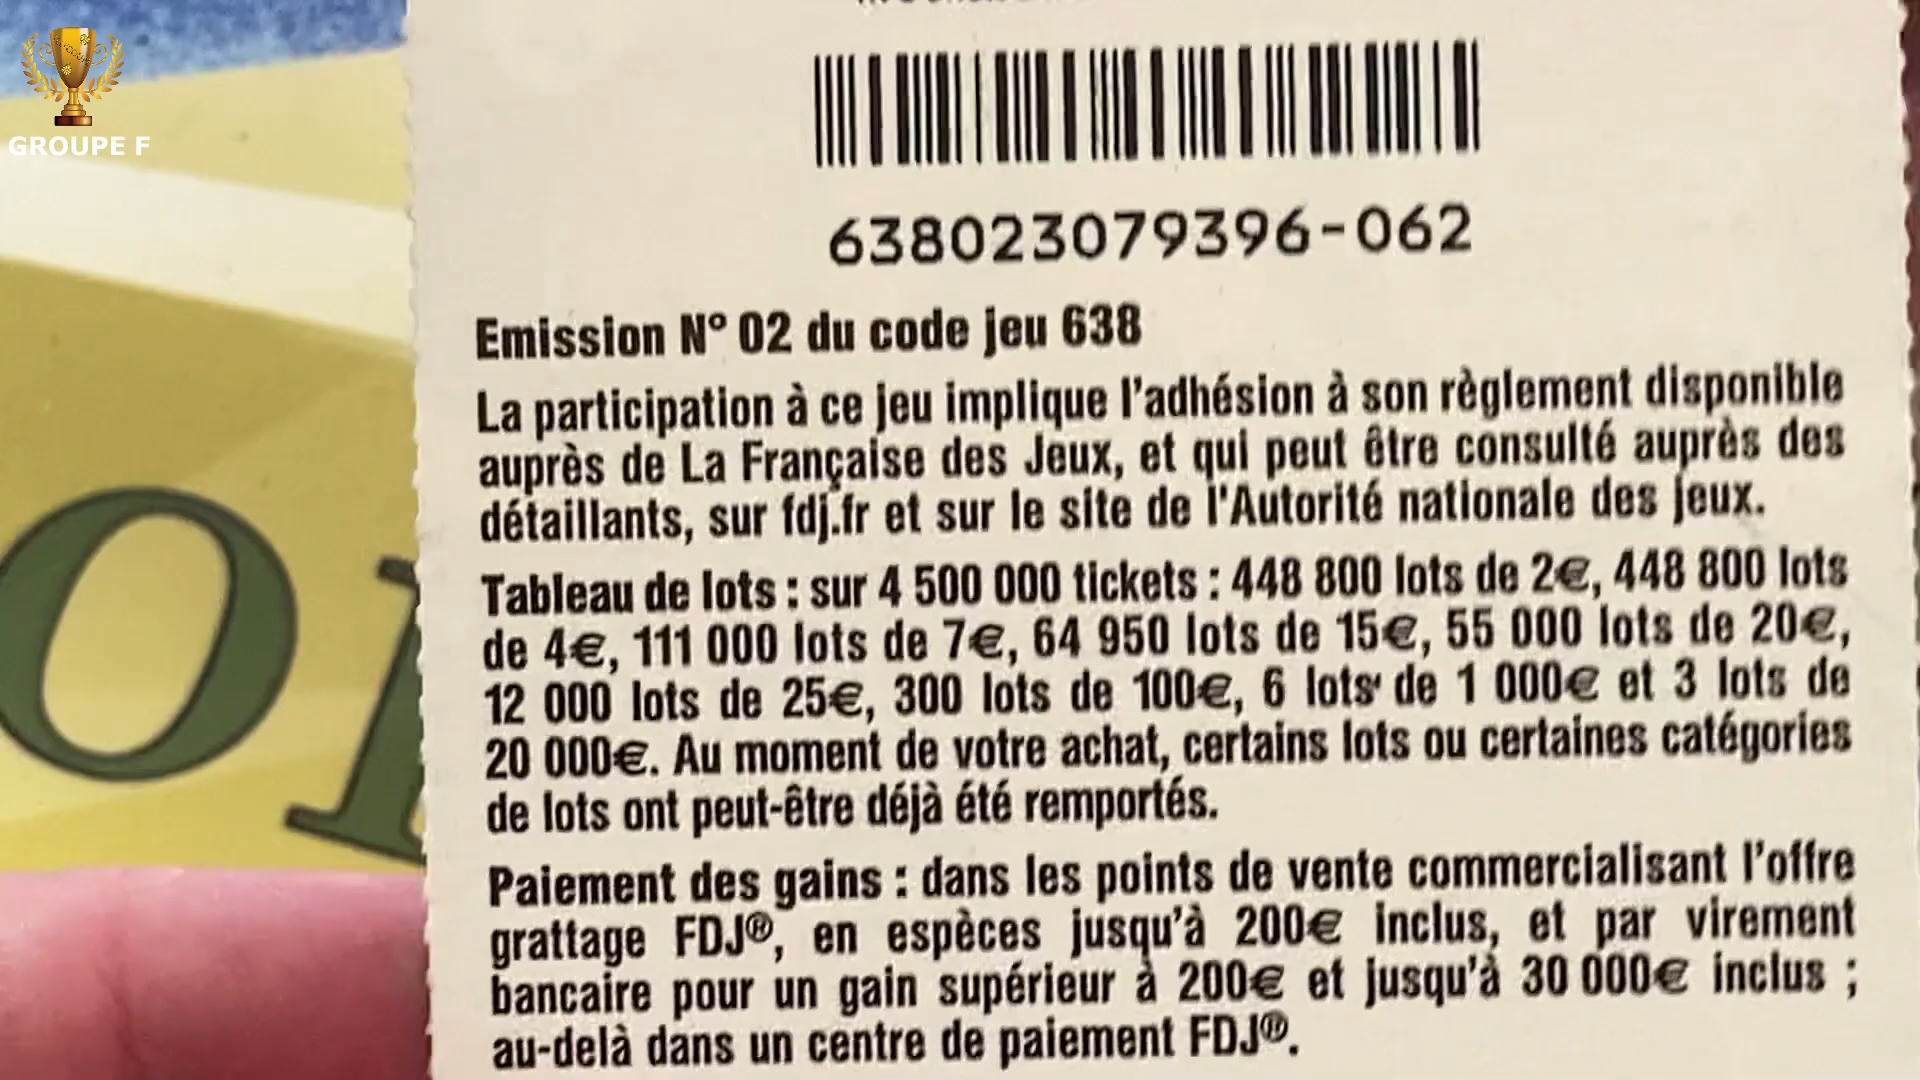 GROUPE F
638023079396-062
Emission N° 02 du code jeu 638
La participation à ce jeu implique l'adhésion à son règlement disponible
auprès de La Française des Jeux, et qui peut être consulté auprès des
détaillants, sur fdj.fr et sur le site de l'Autorité nationale des jeux.
Tableau de lots : sur 4 500 000 tickets : 448 800 lots de 2€, 448 800 lots
de 4€, 111 000 lots de 7€, 64 950 lots de 15€, 55 000 lots de 20€,
12 000 lots de 25€, 300 lots de 100€, 6 lots de 1 000€ et 3 lots de
20 000€. Au moment de votre achat, certains lots ou certaines catégories
de lots ont peut-être déjà été remportés.
Paiement des gains : dans les points de vente commercialisant l'offre
grattage FDJ®, en espèces jusqu'à 200€ inclus, et par virement
bancaire pour un gain supérieur à 200€ et jusqu'à 30 000€ inclus ;
au-delà dans un centre de paiement FDJ®.